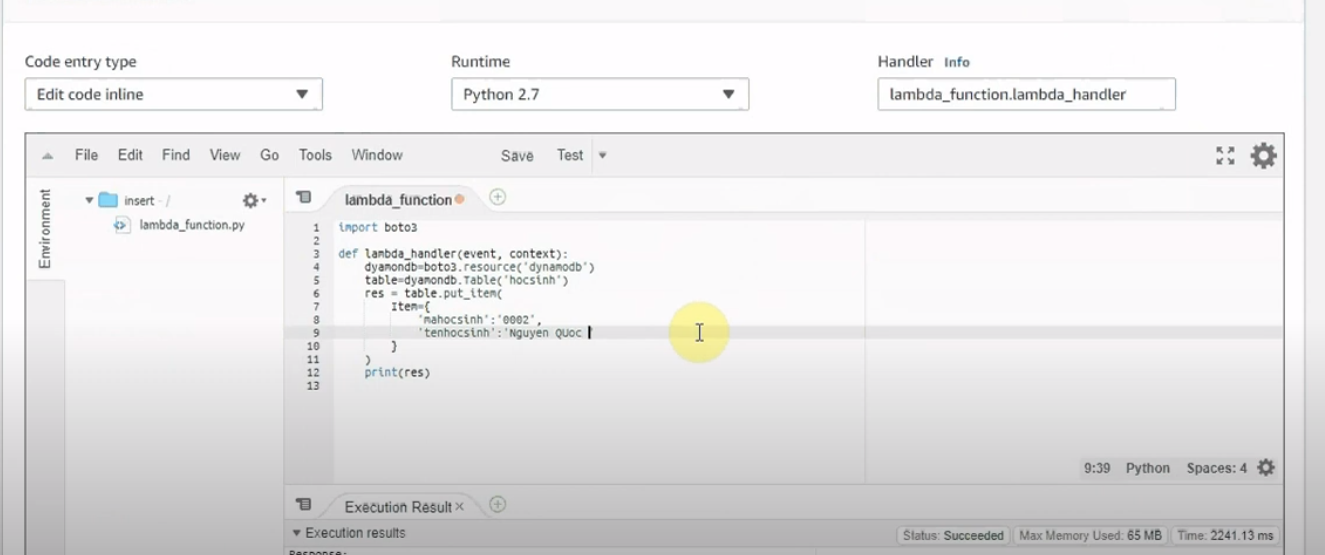 Code entry type
Runtime
Handler Info
Edit code inline
Python 2.7
lambda_function.lambda_handler
File Edit Find View Go Tools Window Save Test
Environment
insert - /
lambda_function.py
lambda_function
1 import boto3
2
3 def lambda_handler(event, context):
4 dyamondb=boto3.resource('dynamodb')
5 table=dyamondb.Table('hocsinh')
6 res = table.put_item(
7 Item={
8 'mahocsinh':'0002',
9 'tenhocsinh':'Nguyen QUoc '
10 }
11 )
12 print(res)
13
9:39 Python Spaces: 4
Execution Result
Execution results
Status: Succeeded Max Memory Used: 65 MB Time: 2241.13 ms
Response: